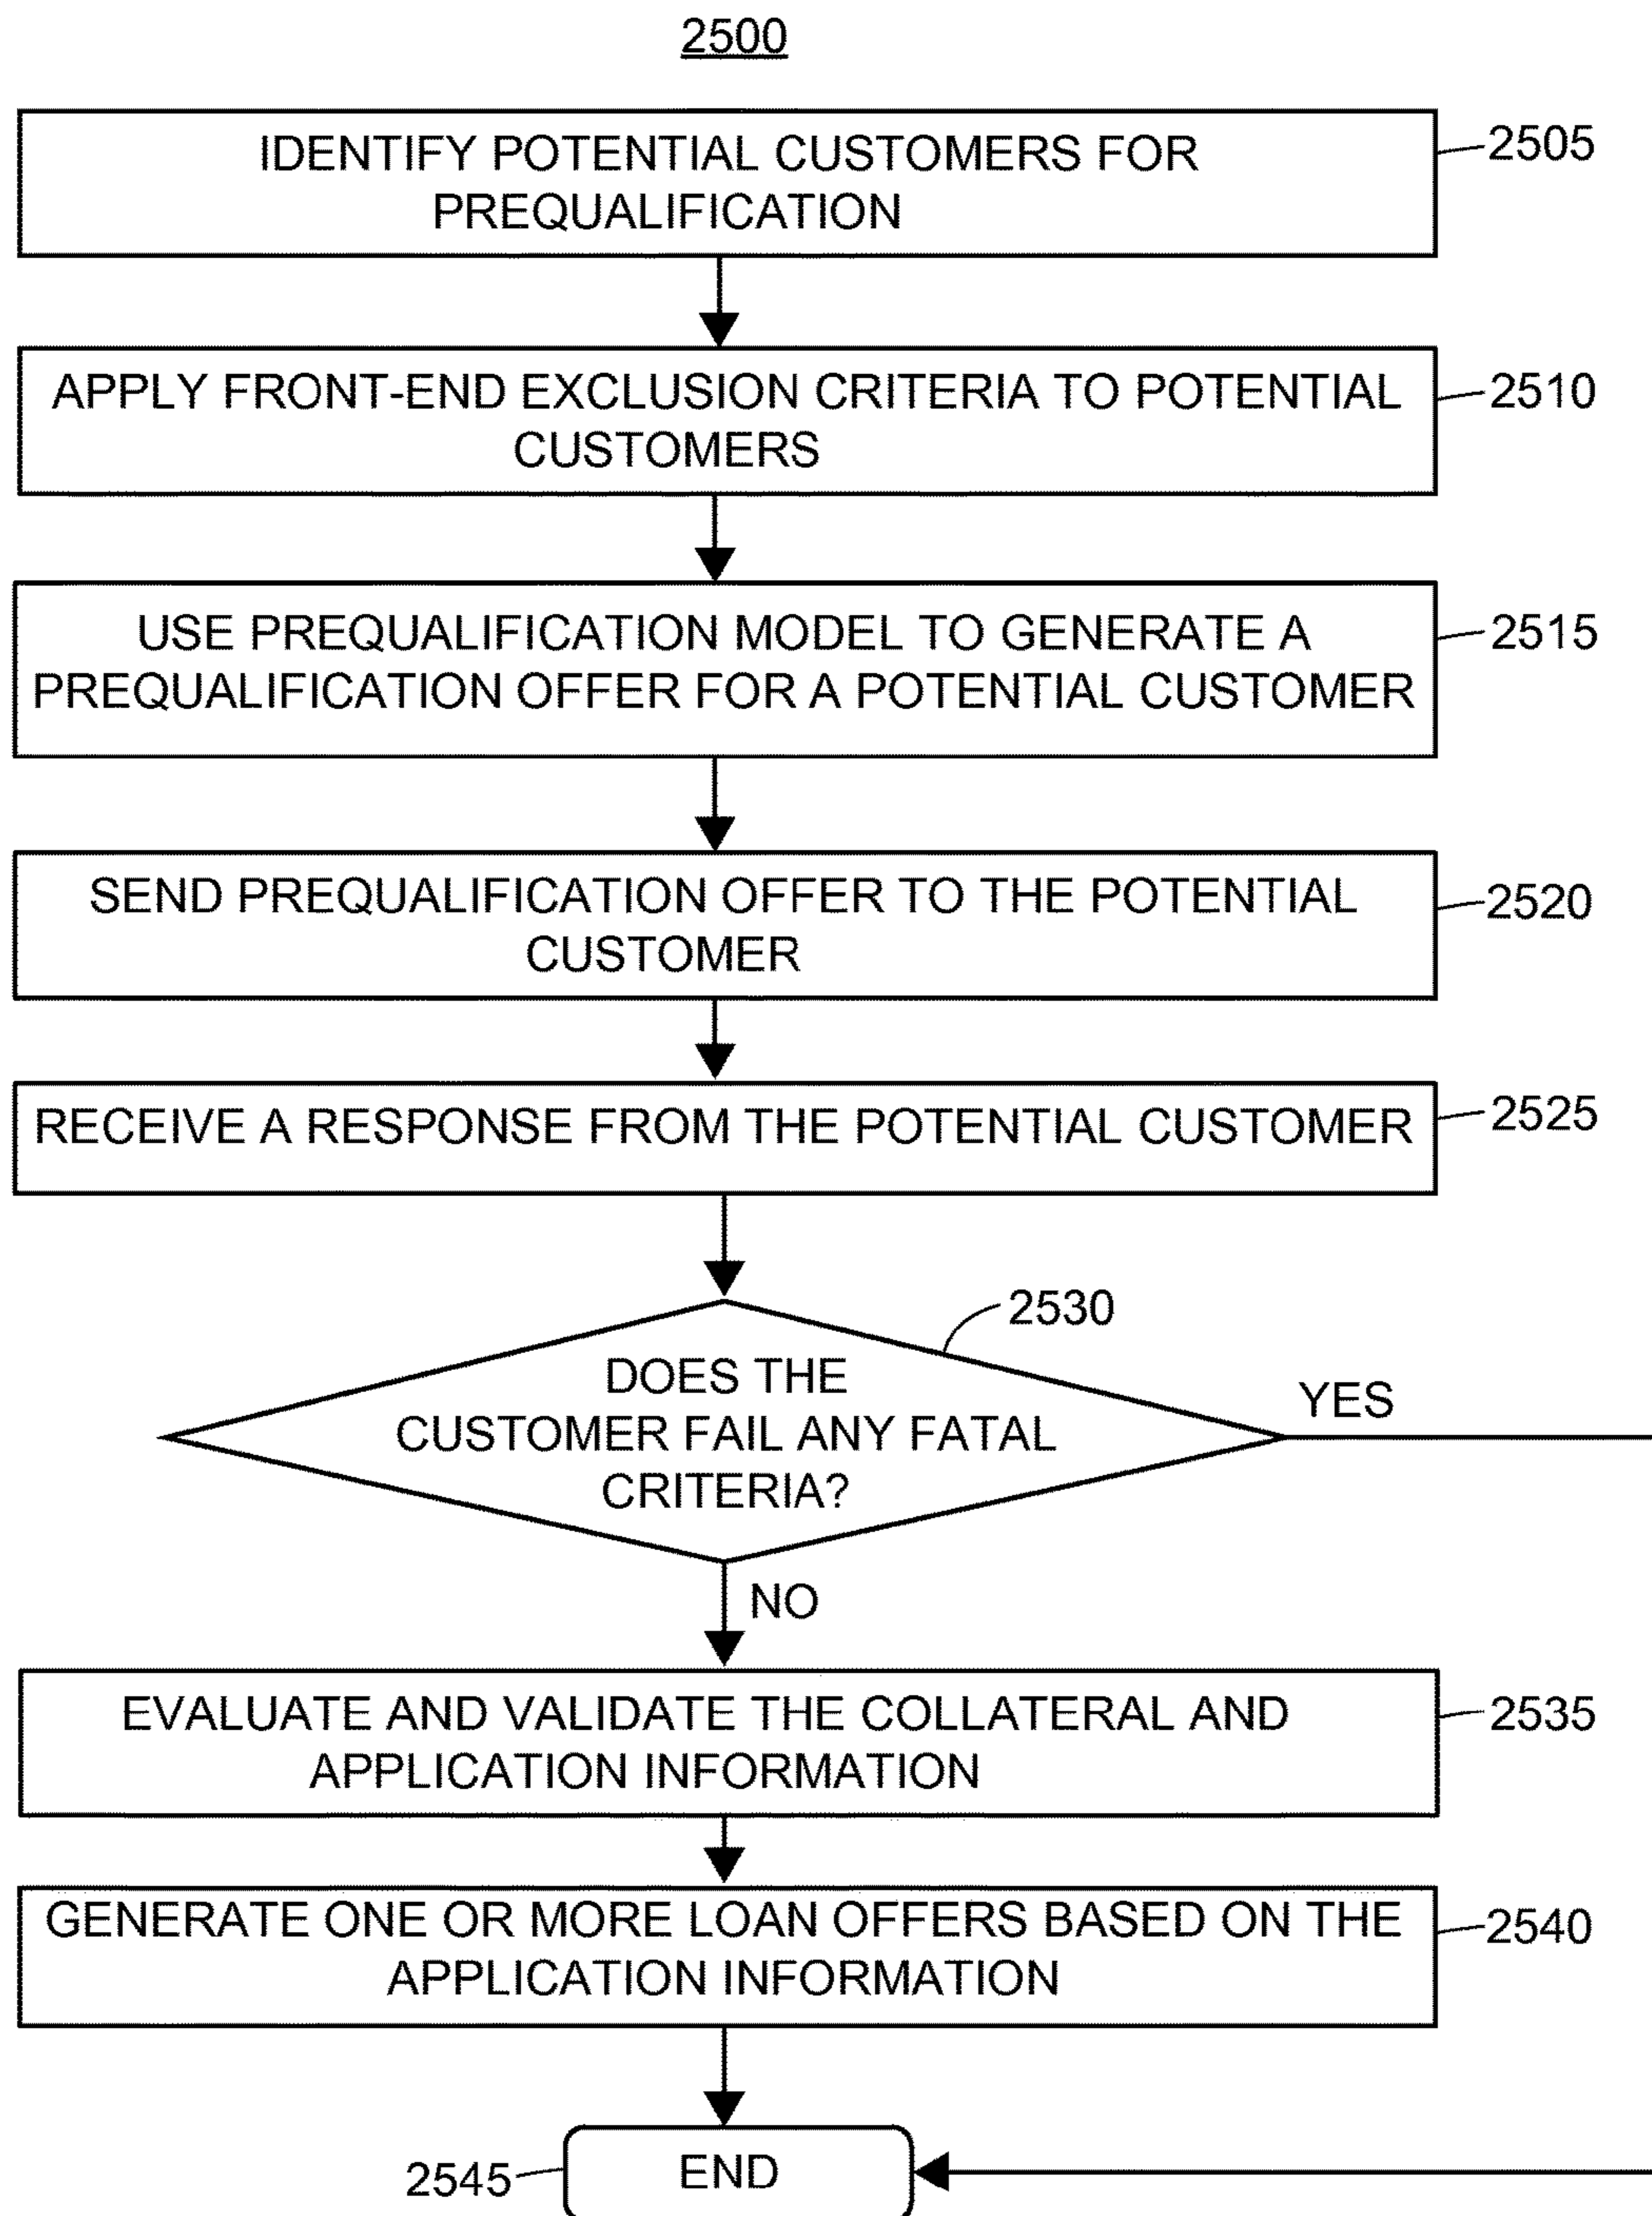 2500
IDENTIFY POTENTIAL CUSTOMERS FOR
PREQUALIFICATION
2505
APPLY FRONT-END EXCLUSION CRITERIA TO POTENTIAL
CUSTOMERS
2510
USE PREQUALIFICATION MODEL TO GENERATE A
PREQUALIFICATION OFFER FOR A POTENTIAL CUSTOMER
2515
SEND PREQUALIFICATION OFFER TO THE POTENTIAL
CUSTOMER
2520
RECEIVE A RESPONSE FROM THE POTENTIAL CUSTOMER
2525
2530
DOES THE
CUSTOMER FAIL ANY FATAL
CRITERIA?
YES
NO
EVALUATE AND VALIDATE THE COLLATERAL AND
APPLICATION INFORMATION
2535
GENERATE ONE OR MORE LOAN OFFERS BASED ON THE
APPLICATION INFORMATION
2540
2545
END